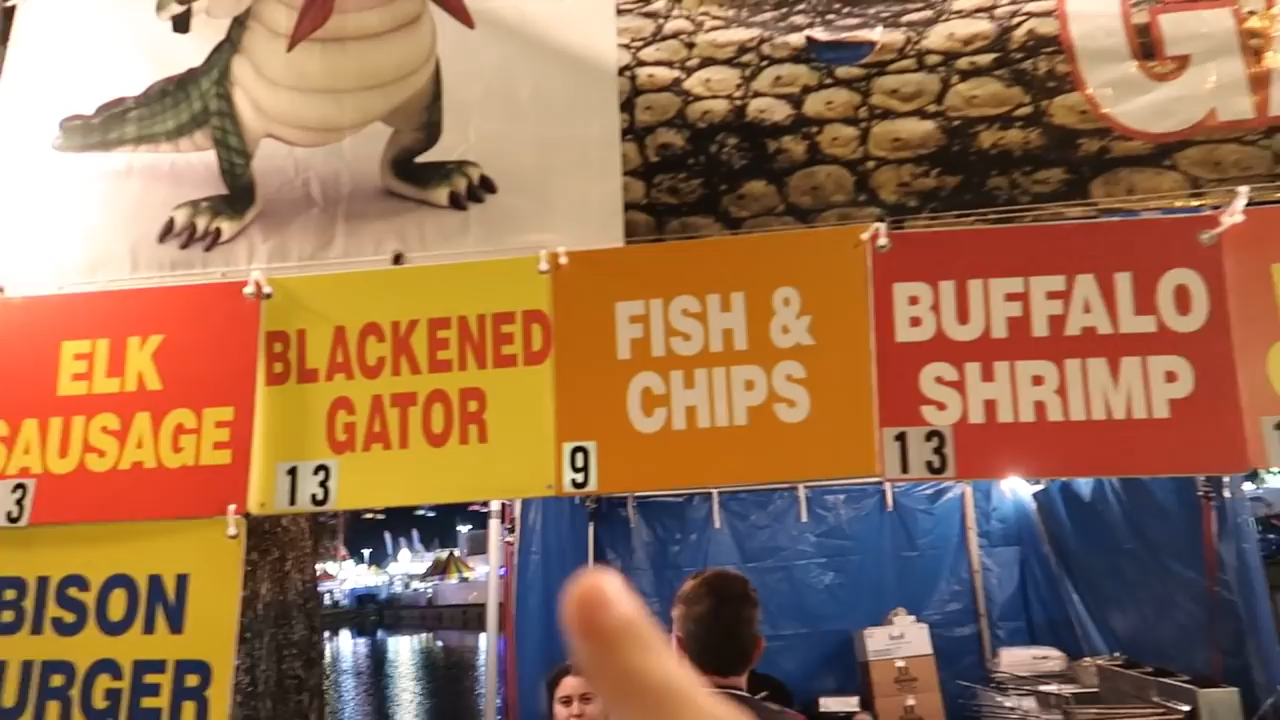 ELK
SAUSAGE
3
BLACKENED
GATOR
13
FISH &
CHIPS
9
BUFFALO
SHRIMP
13
BISON
URGER
G